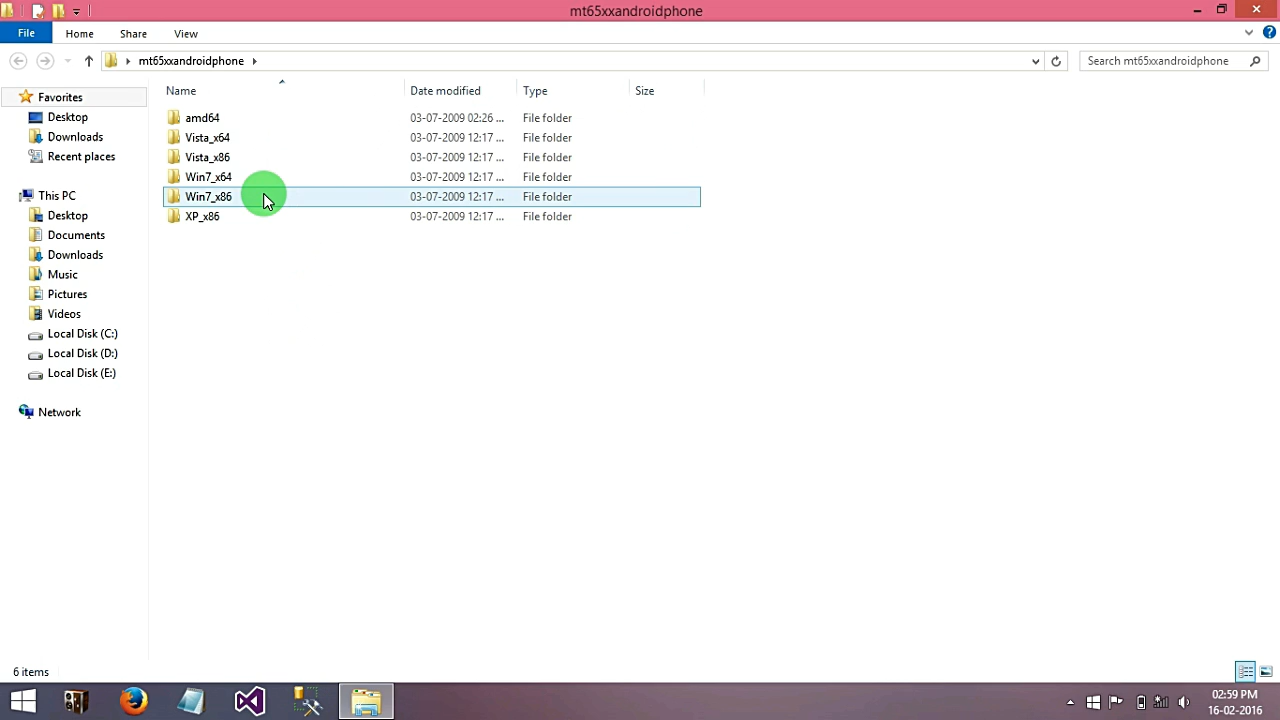 mt65xxandroidphone
File Home Share View
mt65xxandroidphone
Search mt65xxandroidphone
Name Date modified Type Size
Favorites
Desktop
Downloads
Recent places
This PC
Desktop
Documents
Downloads
Music
Pictures
Videos
Local Disk (C:)
Local Disk (D:)
Local Disk (E:)
Network
amd64 03-07-2009 02:26 ... File folder
Vista_x64 03-07-2009 12:17 ... File folder
Vista_x86 03-07-2009 12:17 ... File folder
Win7_x64 03-07-2009 12:17 ... File folder
Win7_x86 03-07-2009 12:17 ... File folder
XP_x86 03-07-2009 12:17 ... File folder
6 items
02:59 PM
16-02-2016